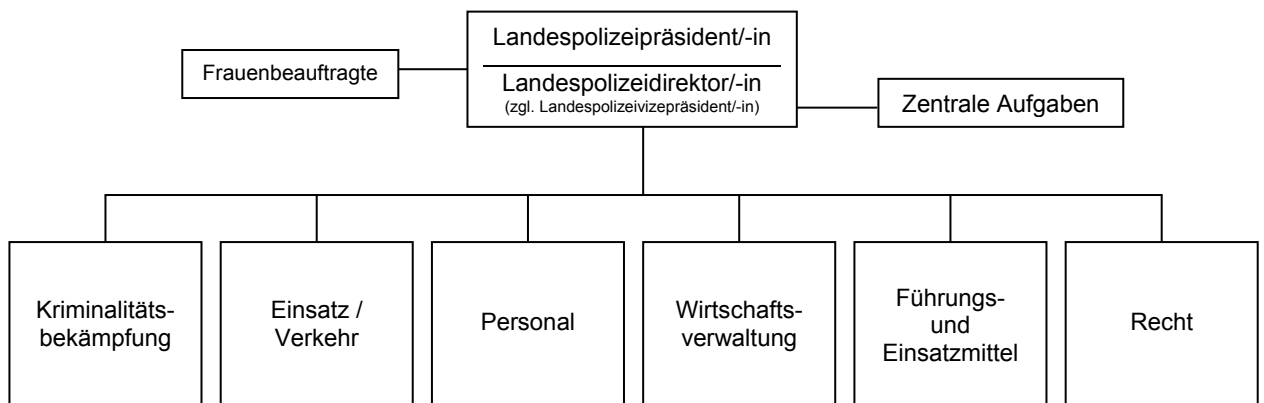 Landespolizeipräsident/-in
Frauenbeauftragte
Landespolizeidirektor/-in
(zgl. Landespolizeivizepräsident/-in)
Zentrale Aufgaben
Kriminalitäts-
bekämpfung
Einsatz /
Verkehr
Personal
Wirtschafts-
verwaltung
Führungs-
und
Einsatzmittel
Recht